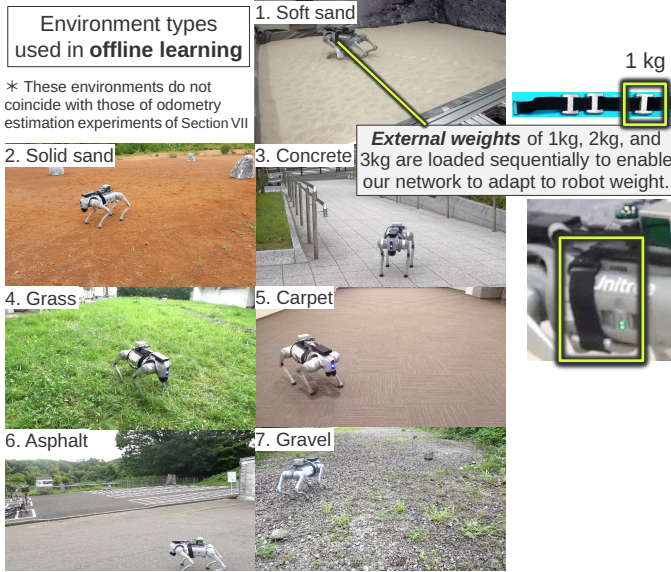 Environment types
used in offline learning
＊ These environments do not
coincide with those of odometry
estimation experiments of Section VII
1. Soft sand
1 kg
External weights of 1kg, 2kg, and
3kg are loaded sequentially to enable
our network to adapt to robot weight.
2. Solid sand
3. Concrete
Unitree
4. Grass
5. Carpet
6. Asphalt
7. Gravel